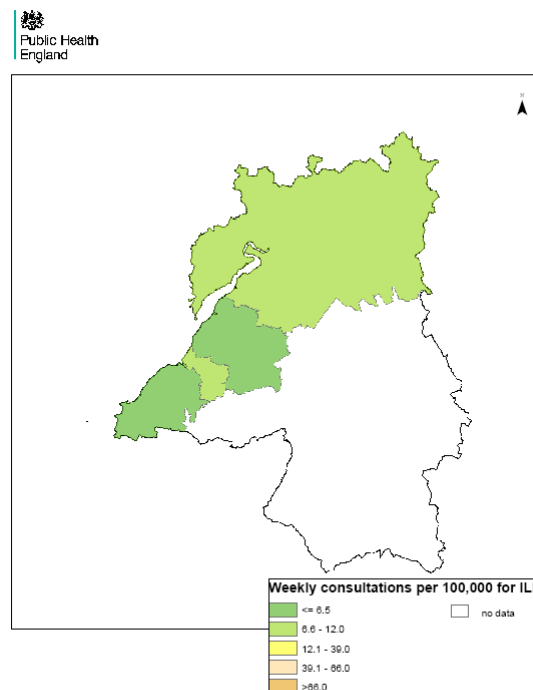 Public Health
England
N
Weekly consultations per 100,000 for IL
<= 6.5
no data
6.6 - 12.0
12.1 - 39.0
39.1 - 66.0
>66.0